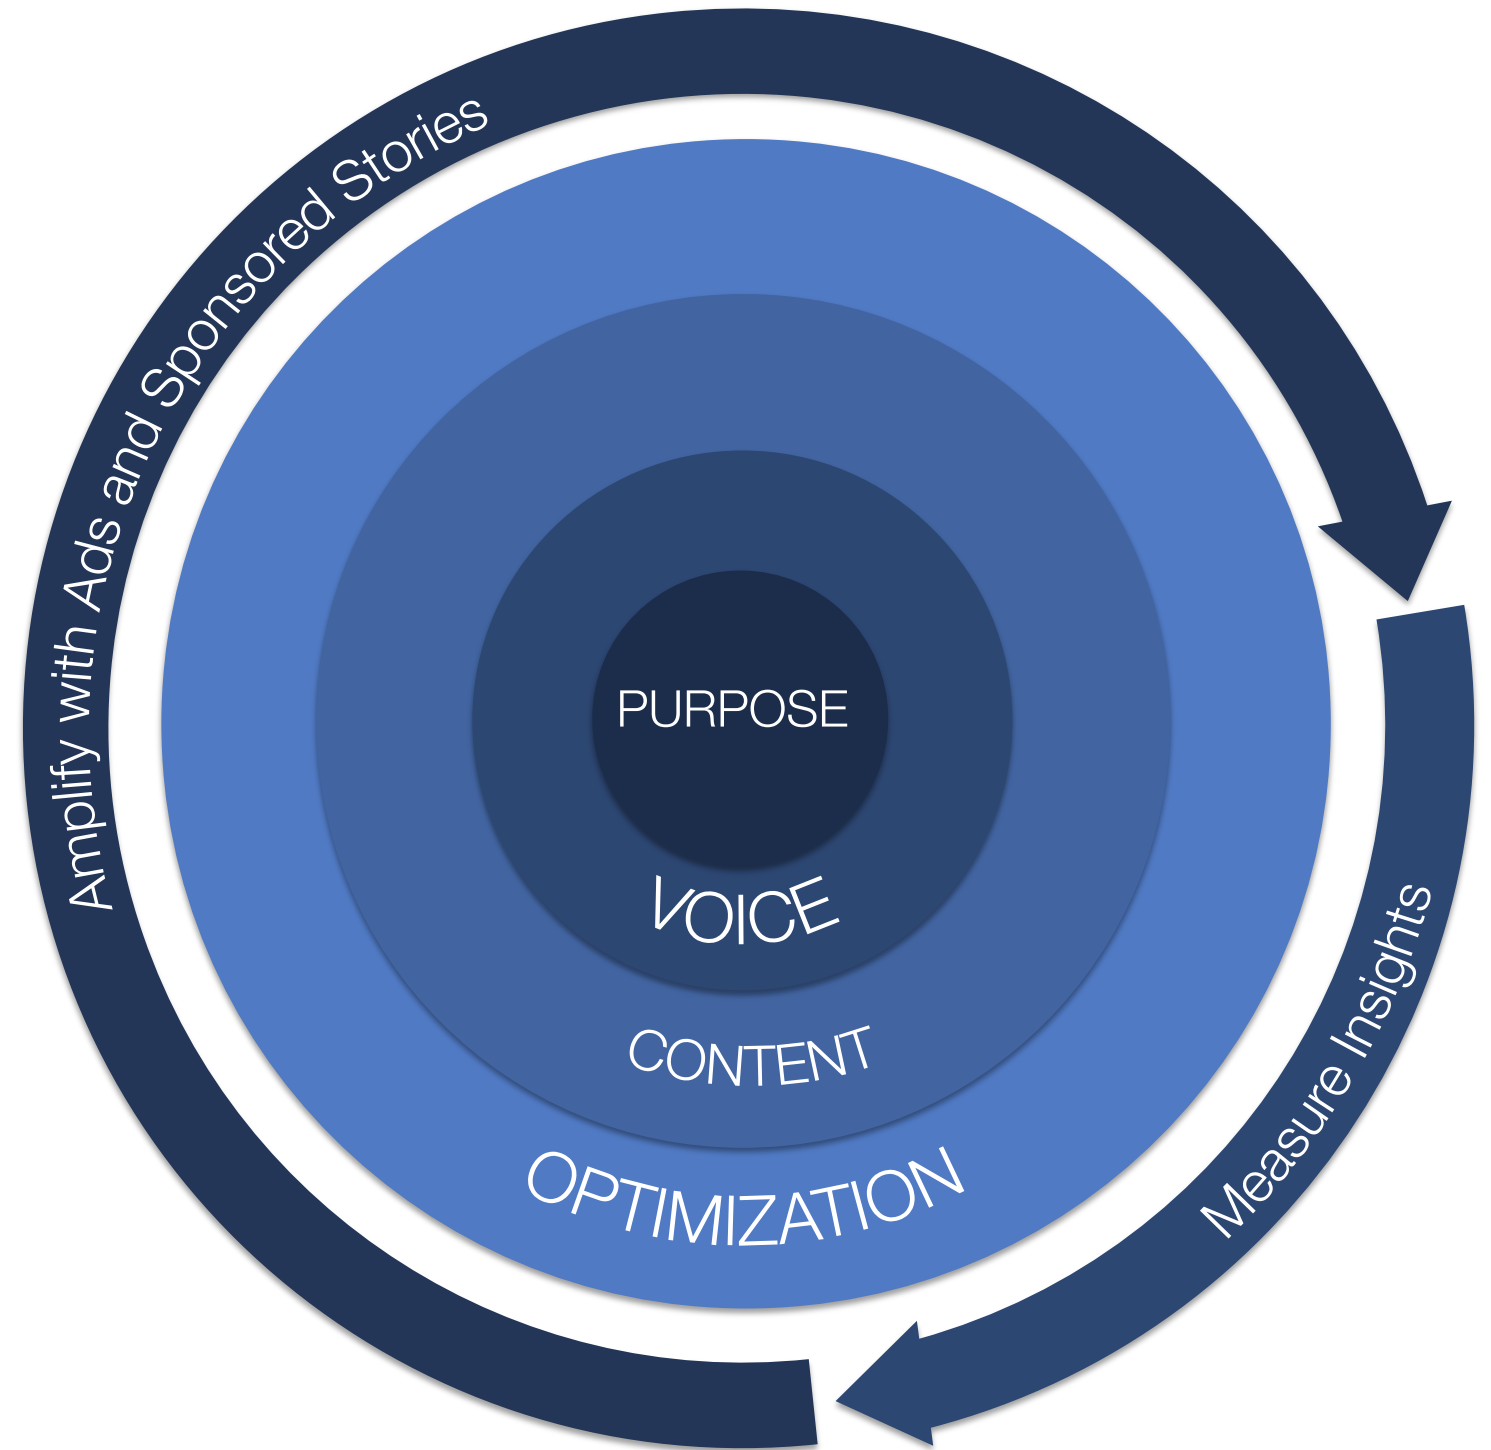 Amplify with Ads and Sponsored Stories
PURPOSE
VOICE
CONTENT
OPTIMIZATION
Measure Insights